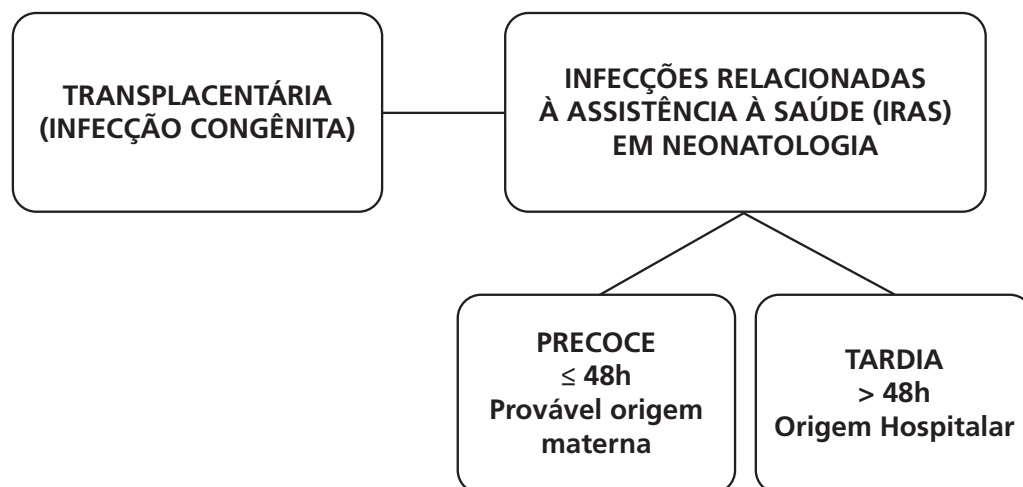 TRANSPLACENTÁRIA
(INFECÇÃO CONGÊNITA)
INFECÇÕES RELACIONADAS
À ASSISTÊNCIA À SAÚDE (IRAS)
EM NEONATOLOGIA
PRECOCE
≤ 48h
Provável origem
materna
TARDIA
> 48h
Origem Hospitalar